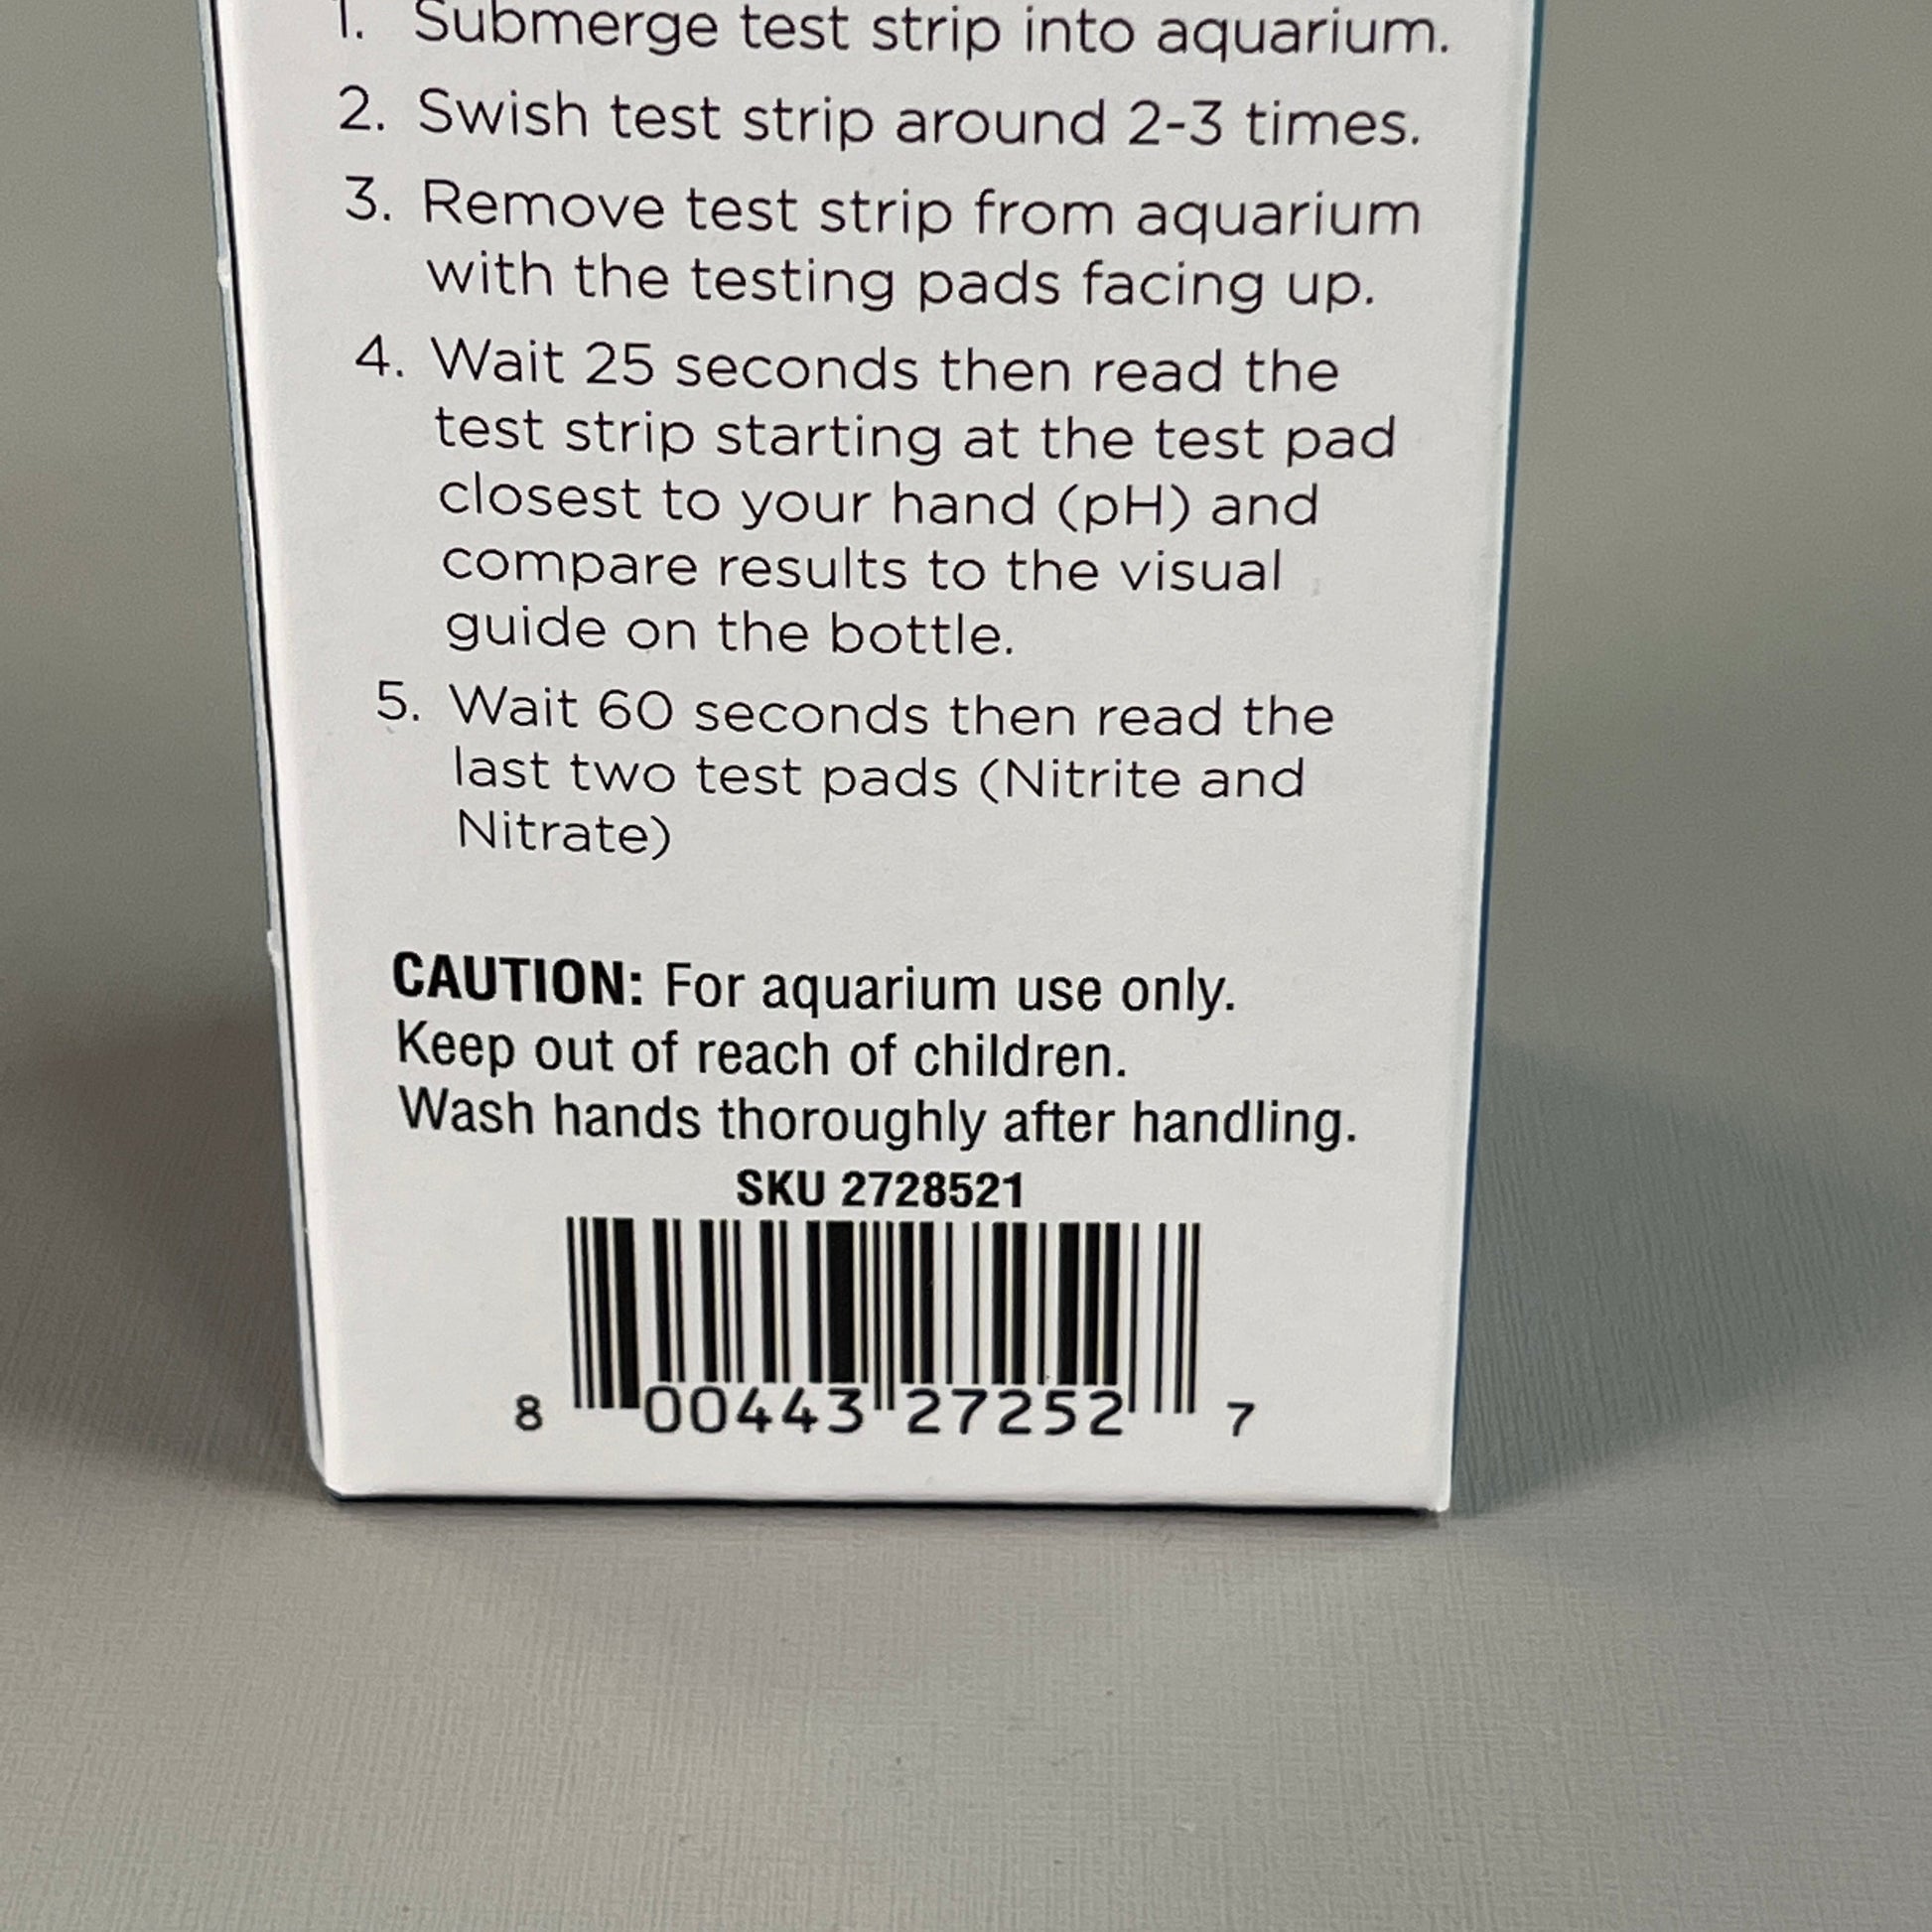 1. Submerge test strip into aquarium.
2. Swish test strip around 2-3 times.
3. Remove test strip from aquarium
with the testing pads facing up.
4. Wait 25 seconds then read the
test strip starting at the test pad
closest to your hand (pH) and
compare results to the visual
guide on the bottle.
5. Wait 60 seconds then read the
last two test pads (Nitrite and
Nitrate)
CAUTION: For aquarium use only.
Keep out of reach of children.
Wash hands thoroughly after handling.
SKU 2728521
8 00443 27252 7